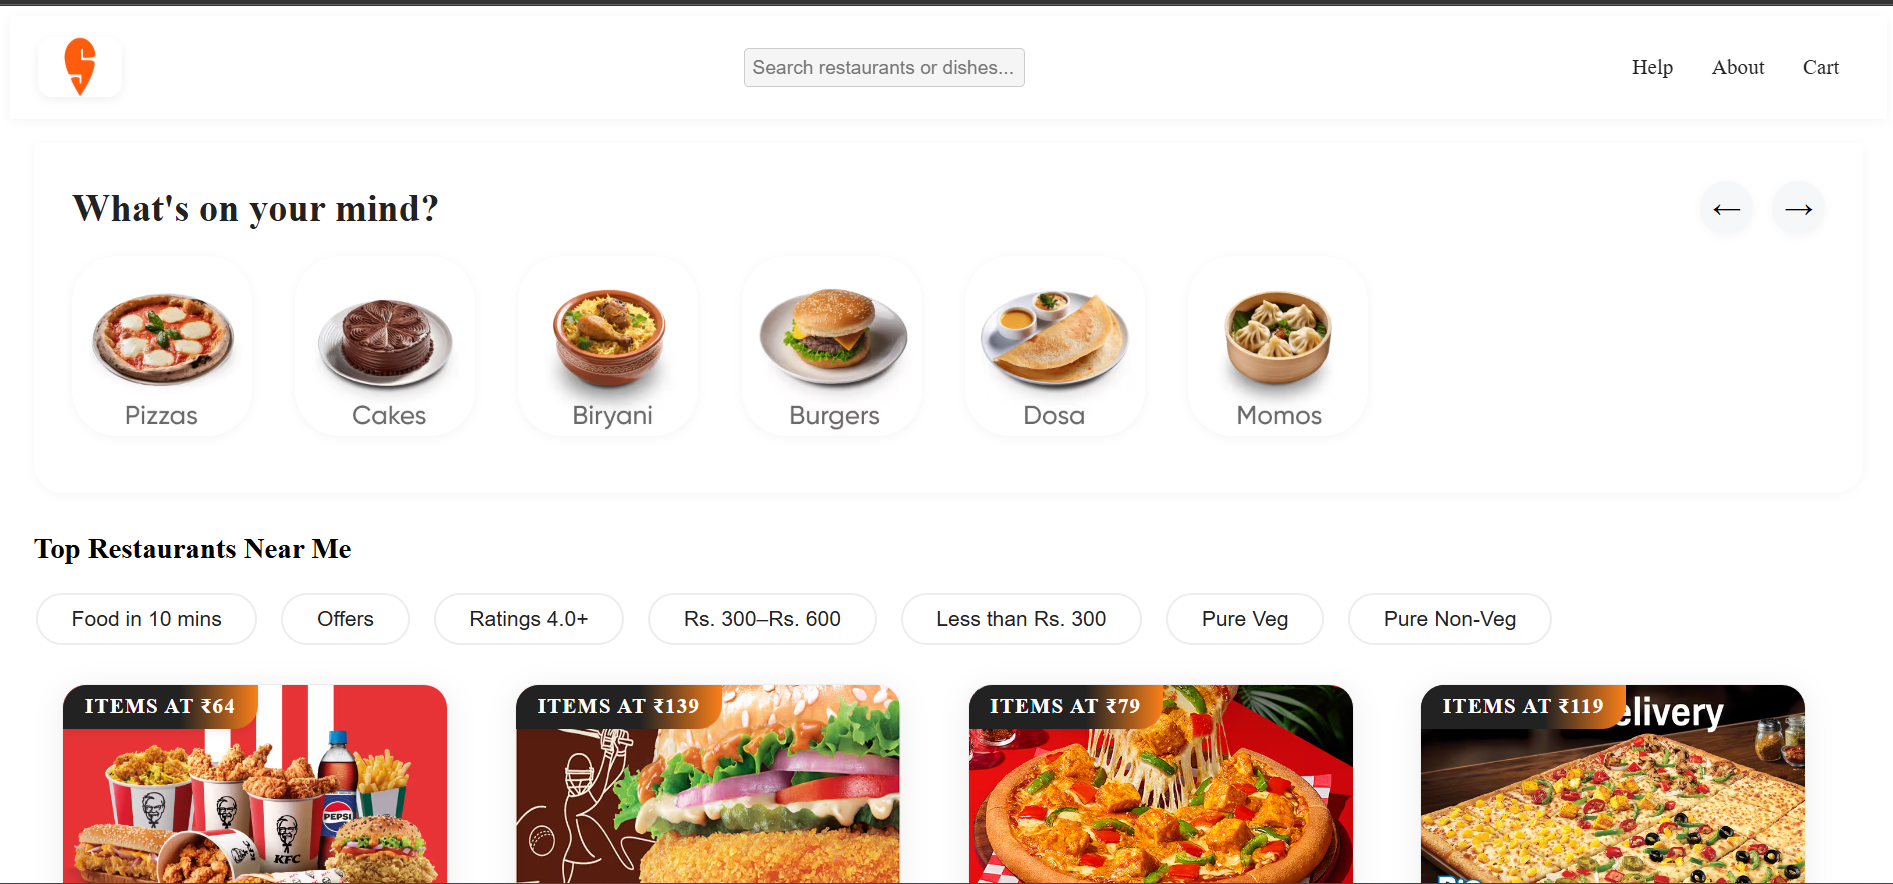 Search restaurants or dishes...
Help
About
Cart
What's on your mind?
←
→
Pizzas
Cakes
Biryani
Burgers
Dosa
Momos
Top Restaurants Near Me
Food in 10 mins
Offers
Ratings 4.0+
Rs. 300–Rs. 600
Less than Rs. 300
Pure Veg
Pure Non-Veg
ITEMS AT ₹64
ITEMS AT ₹139
ITEMS AT ₹79
ITEMS AT ₹119
elivery
PEPSI
KFC